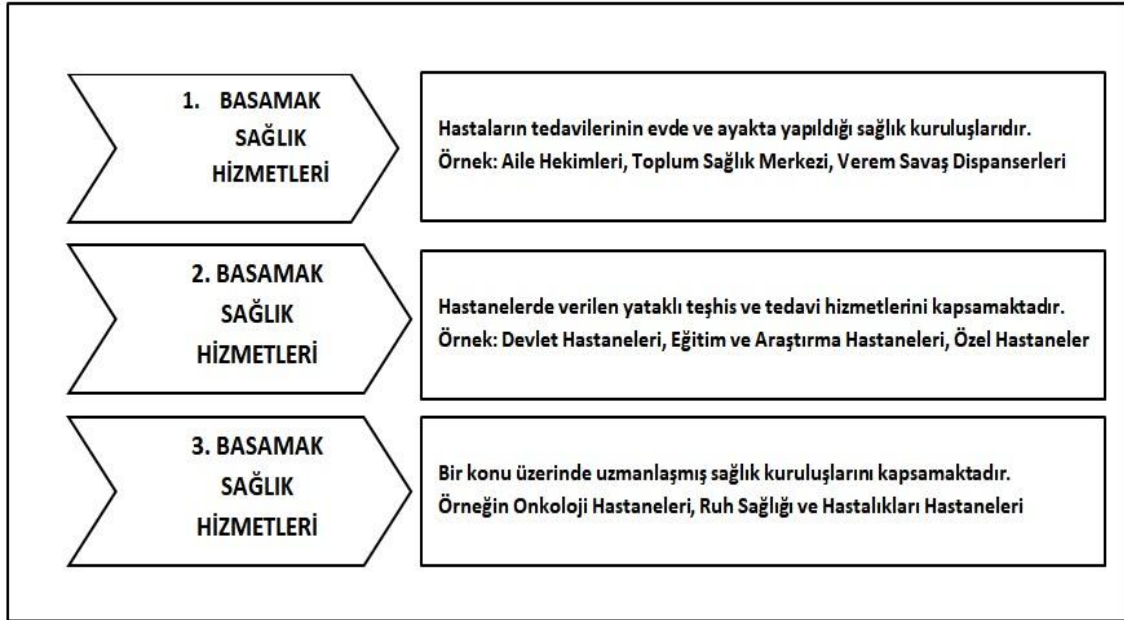 1. BASAMAK
SAĞLIK
HİZMETLERİ
Hastaların tedavilerinin evde ve ayakta yapıldığı sağlık kuruluşlarıdır.
Örnek: Aile Hekimleri, Toplum Sağlık Merkezi, Verem Savaş Dispanserleri
2. BASAMAK
SAĞLIK
HİZMETLERİ
Hastanelerde verilen yataklı teşhis ve tedavi hizmetlerini kapsamaktadır.
Örnek: Devlet Hastaneleri, Eğitim ve Araştırma Hastaneleri, Özel Hastaneler
3. BASAMAK
SAĞLIK
HİZMETLERİ
Bir konu üzerinde uzmanlaşmış sağlık kuruluşlarını kapsamaktadır.
Örneğin Onkoloji Hastaneleri, Ruh Sağlığı ve Hastalıkları Hastaneleri